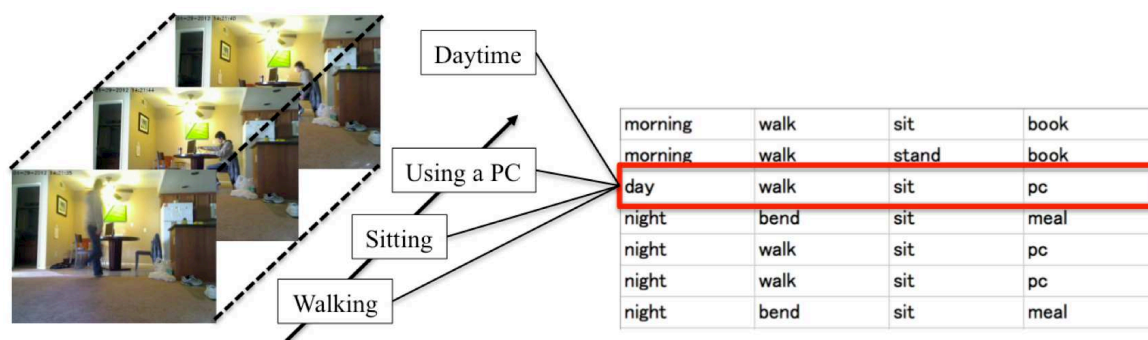 Daytime
Using a PC
Sitting
Walking
morning walk sit book
morning walk stand book
day walk sit pc
night bend sit meal
night walk sit pc
night walk sit pc
night bend sit meal